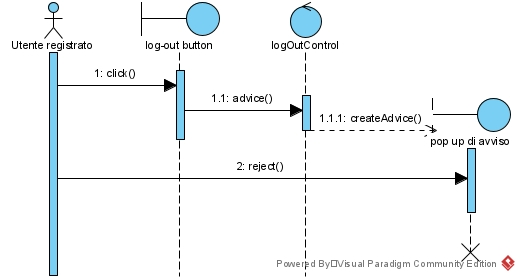 Utente registrato
log-out button
logOutControl
1: click()
1.1: advice()
1.1.1: createAdvice()
pop up di avviso
2: reject()
Powered By Visual Paradigm Community Edition